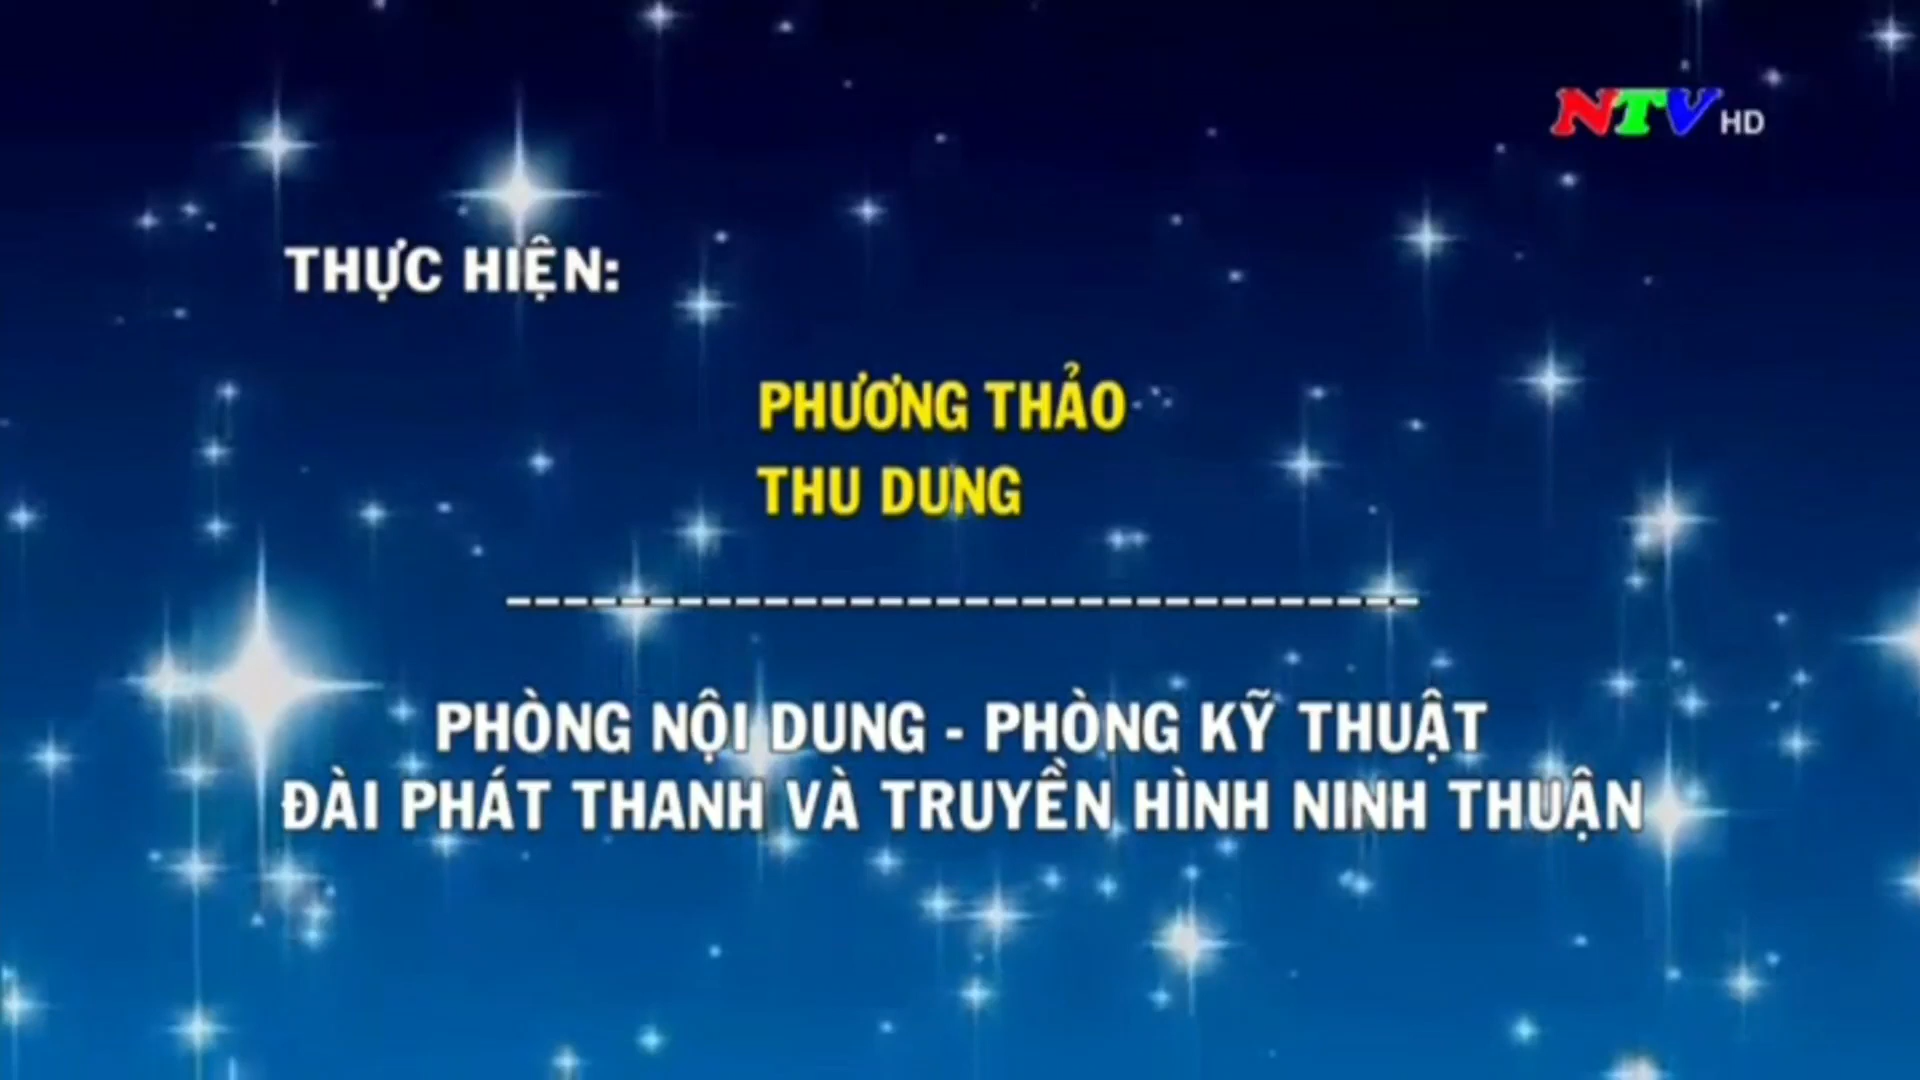 NTV HD
THỰC HIỆN:
PHƯƠNG THẢO
THU DUNG
--------------------------------
PHÒNG NỘI DUNG - PHÒNG KỸ THUẬT
ĐÀI PHÁT THANH VÀ TRUYỀN HÌNH NINH THUẬN